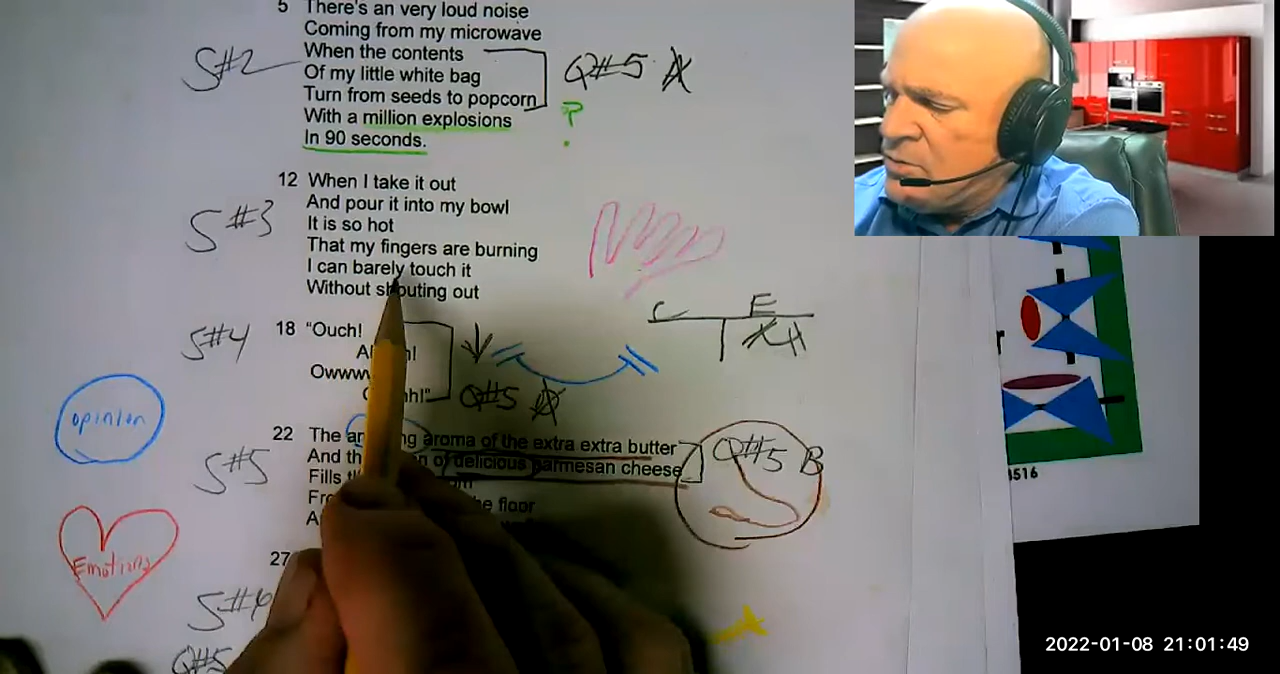 5 There's an very loud noise
Coming from my microwave
When the contents
Of my little white bag
Turn from seeds to popcorn
With a million explosions
In 90 seconds.
S#2
Q#5 A
?
12 When I take it out
And pour it into my bowl
It is so hot
That my fingers are burning
I can barely touch it
Without shouting out
S#3
C E
18 "Ouch!
Owww
S#4
Q#5 A
opinion
22 The aroma of the extra extra butter
And of delicious parmesan cheese
Fills
the floor
S#5
Q#5 B
Emotions
27
S#6
Q#5
3516
2022-01-08 21:01:49